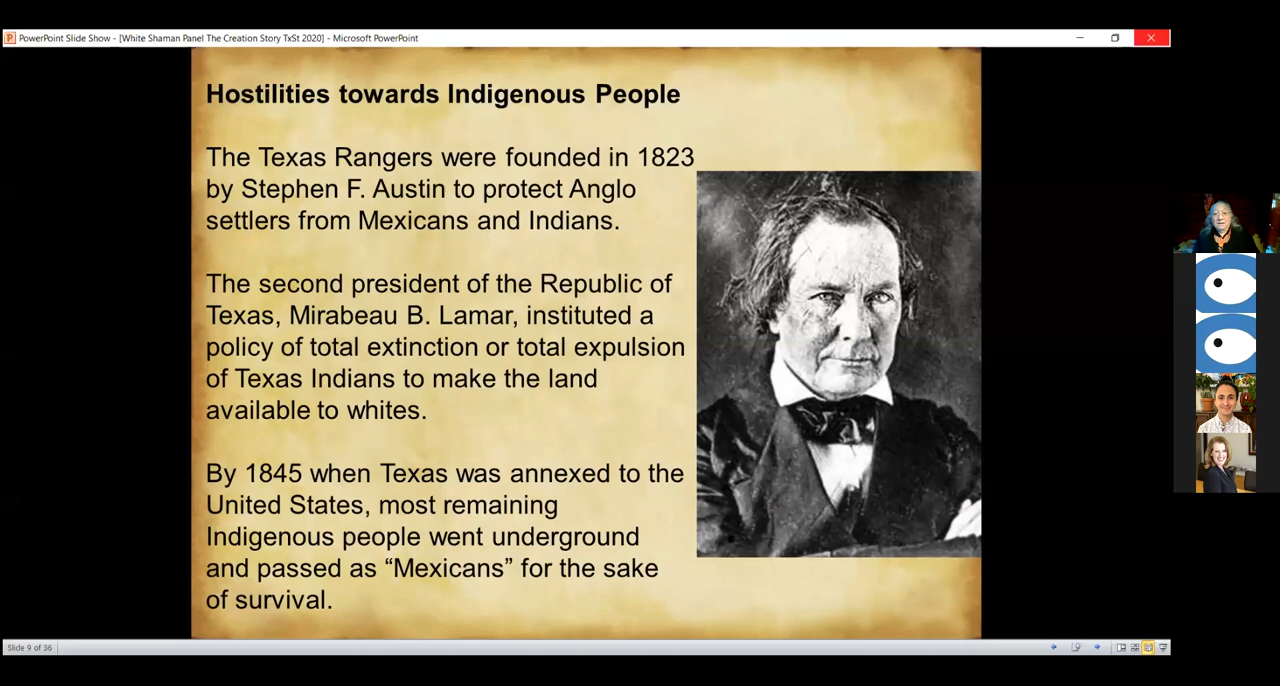 PowerPoint Slide Show - [White Shaman Panel The Creation Story TxSt 2020] - Microsoft PowerPoint
Hostilities towards Indigenous People
The Texas Rangers were founded in 1823
by Stephen F. Austin to protect Anglo
settlers from Mexicans and Indians.
The second president of the Republic of
Texas, Mirabeau B. Lamar, instituted a
policy of total extinction or total expulsion
of Texas Indians to make the land
available to whites.
By 1845 when Texas was annexed to the
United States, most remaining
Indigenous people went underground
and passed as “Mexicans” for the sake
of survival.
Slide 9 of 36